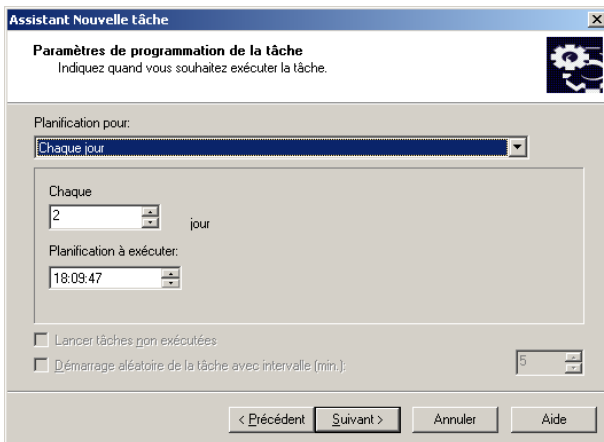 Assistant Nouvelle tâche
Paramètres de programmation de la tâche
Indiquez quand vous souhaitez exécuter la tâche.
Planification pour:
Chaque jour
Chaque
2
jour
Planification à exécuter:
18:09:47
Lancer tâches non exécutées
Démarrage aléatoire de la tâche avec intervalle (min.):
5
< Précédent
Suivant >
Annuler
Aide